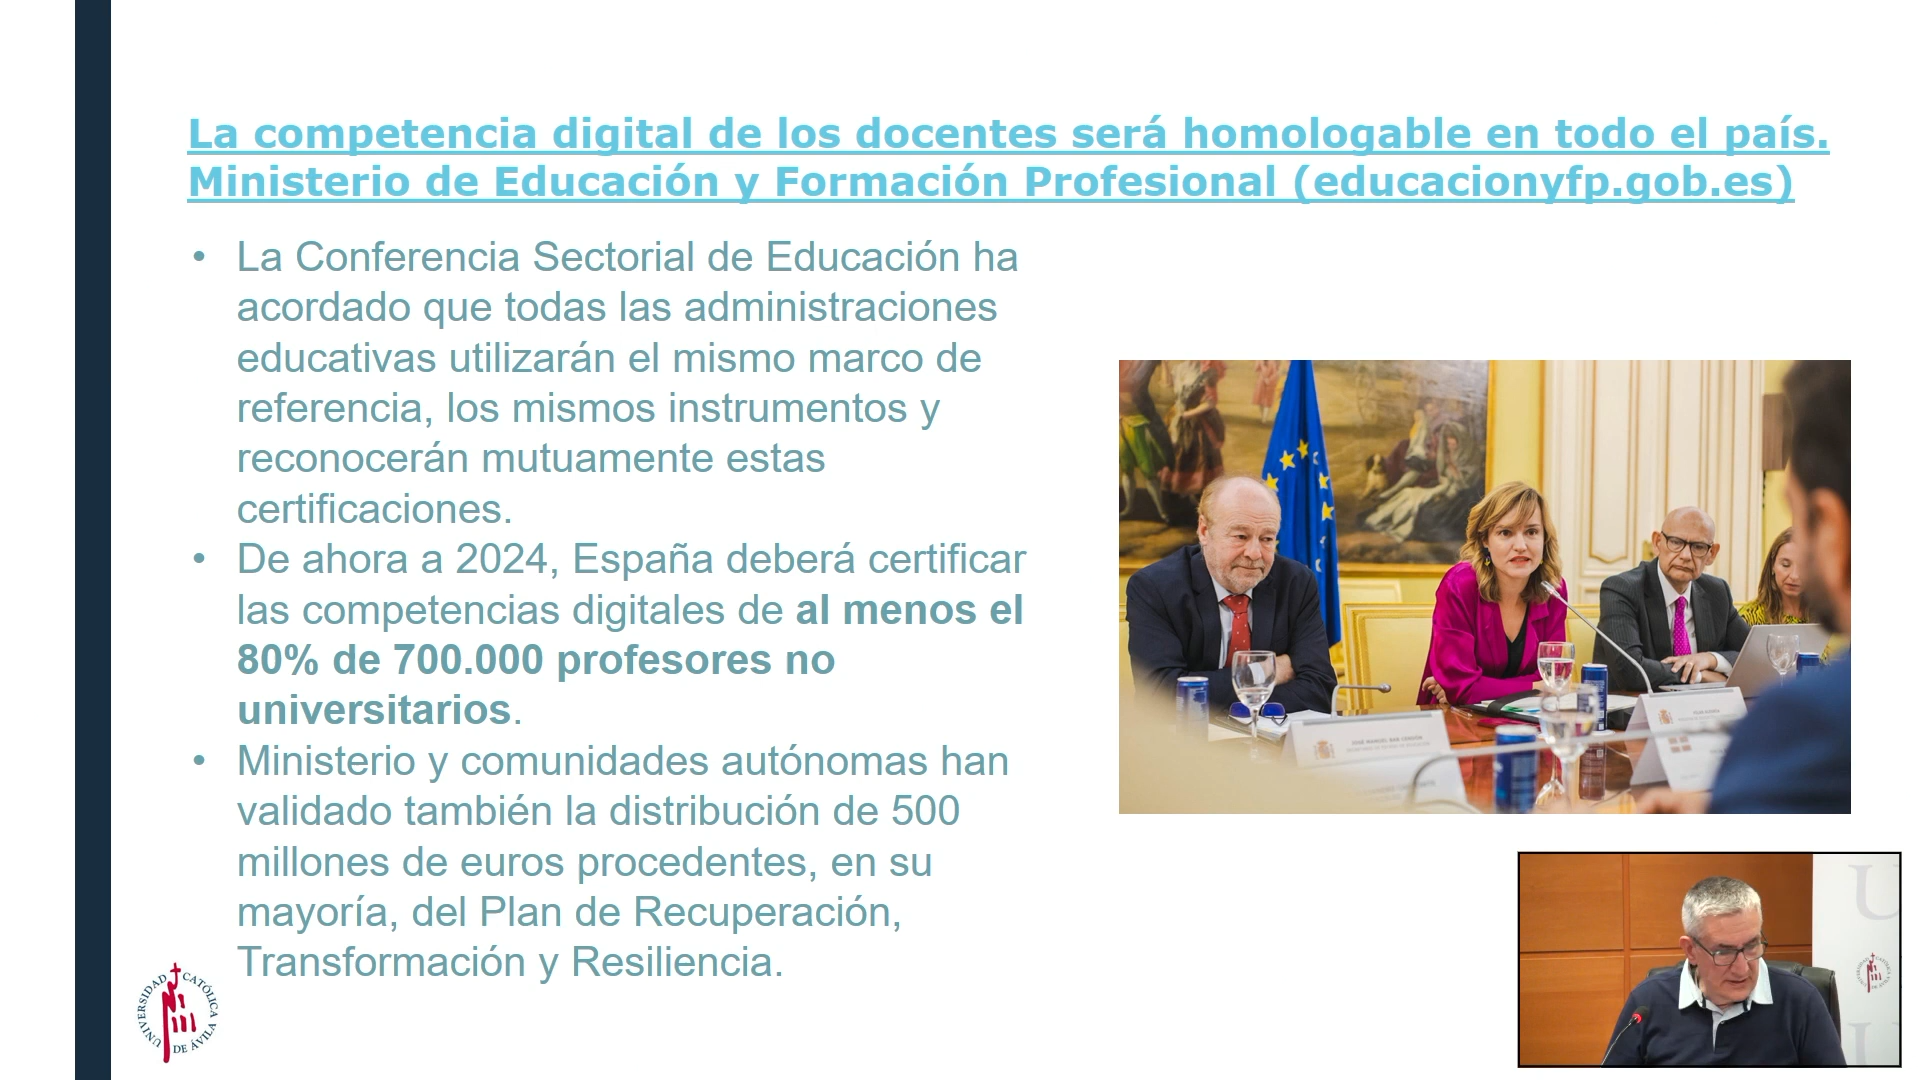 La competencia digital de los docentes será homologable en todo el país.
Ministerio de Educación y Formación Profesional (educacionyfp.gob.es)
• La Conferencia Sectorial de Educación ha
acordado que todas las administraciones
educativas utilizarán el mismo marco de
referencia, los mismos instrumentos y
reconocerán mutuamente estas
certificaciones.
• De ahora a 2024, España deberá certificar
las competencias digitales de al menos el
80% de 700.000 profesores no
universitarios.
• Ministerio y comunidades autónomas han
validado también la distribución de 500
millones de euros procedentes, en su
mayoría, del Plan de Recuperación,
Transformación y Resiliencia.
UNIVERSIDAD CATÓLICA DE ÁVILA